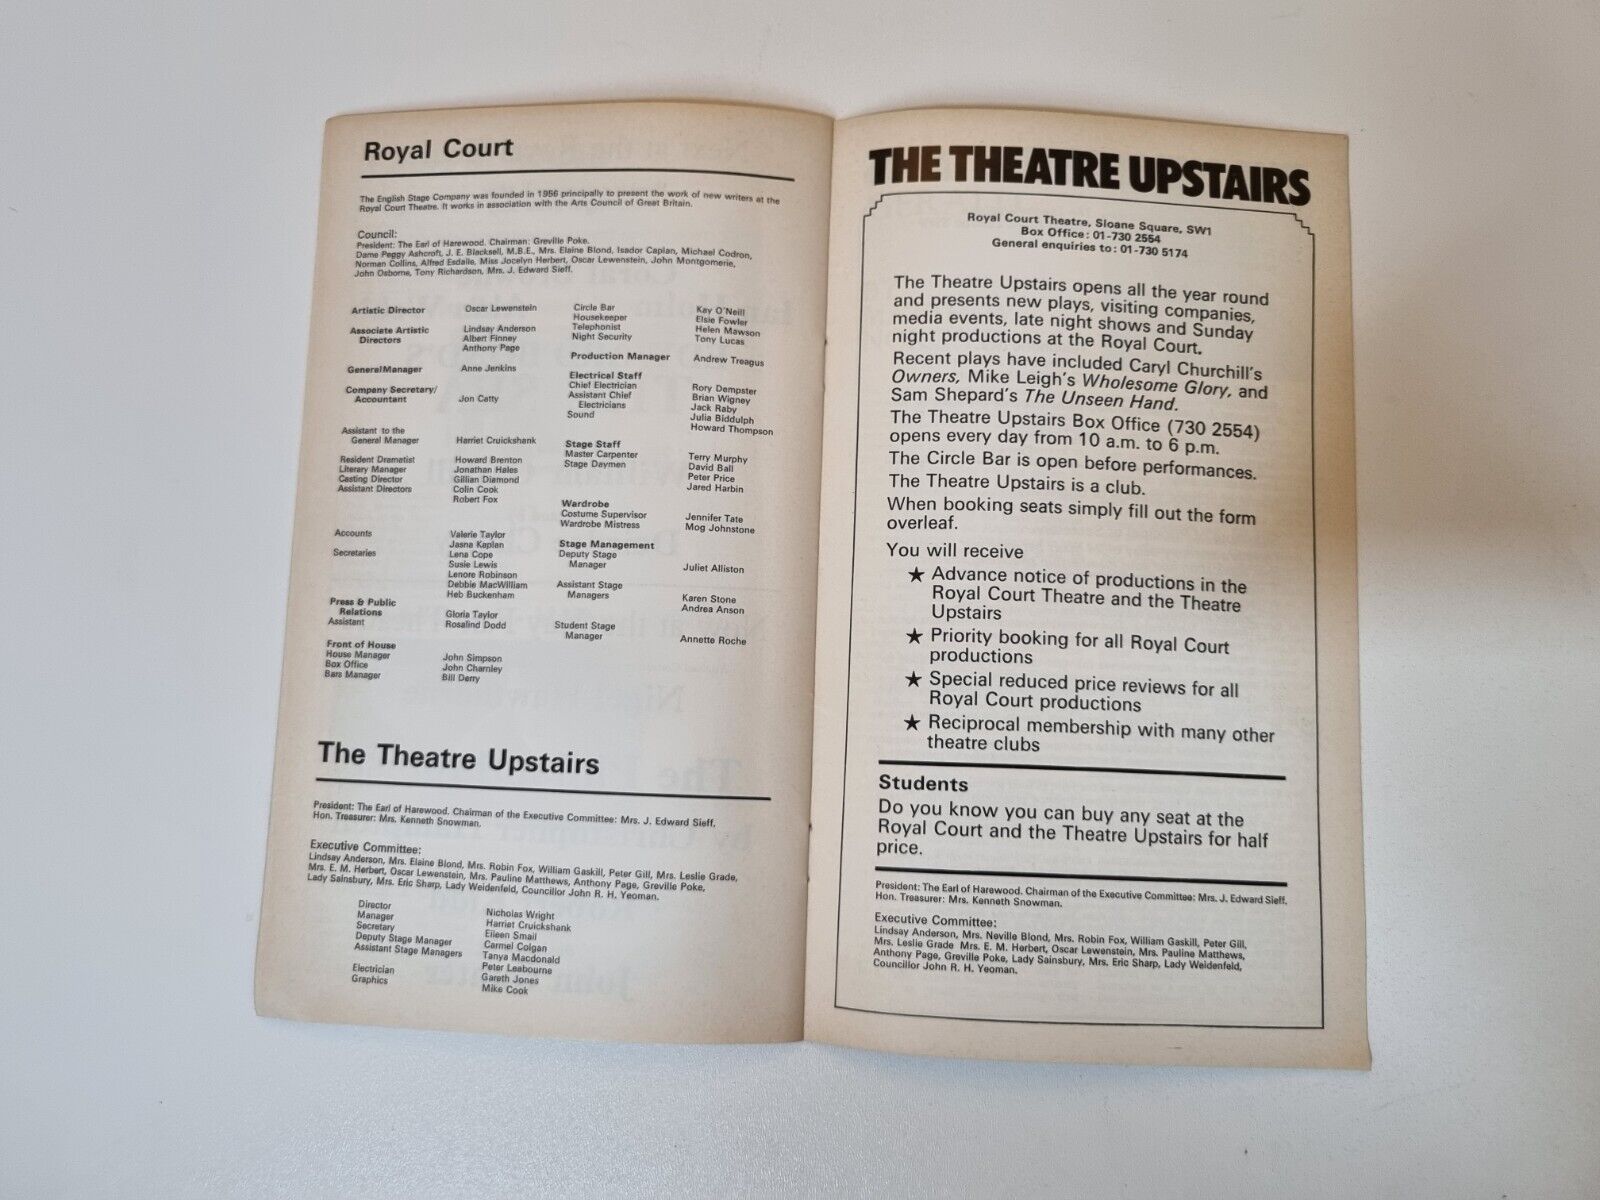 Royal Court
The English Stage Company was founded in 1956 principally to present the work of new writers at the
Royal Court Theatre. It works in association with the Arts Council of Great Britain.
Council:
President: The Earl of Harewood. Chairman: Greville Poke.
Dame Peggy Ashcroft, J. E. Blacksell, M.B.E., Mrs. Elaine Blond, Isador Caplan, Michael Codron,
Norman Collins, Alfred Esdaile, Miss Jocelyn Herbert, Oscar Lewenstein, John Montgomerie,
John Osborne, Tony Richardson, Mrs. J. Edward Sieff.
Artistic Director Oscar Lewenstein
Associate Artistic Lindsay Anderson
Directors Albert Finney
Anthony Page
General Manager Anne Jenkins
Company Secretary/
Accountant Jon Catty
Assistant to the
General Manager Harriet Cruickshank
Resident Dramatist Howard Brenton
Literary Manager Jonathan Hales
Casting Director Gillian Diamond
Assistant Directors Colin Cook
Robert Fox
Accounts Valerie Taylor
Jasna Kaplan
Secretaries Lena Cope
Susie Lewis
Lenore Robinson
Debbie MacWilliam
Heb Buckenham
Press & Public
Relations Gloria Taylor
Assistant Rosalind Dodd
Front of House
House Manager John Simpson
Box Office John Charnley
Bars Manager Bill Derry
Circle Bar Kay O'Neill
Housekeeper Elsie Fowler
Telephonist Helen Mawson
Night Security Tony Lucas
Production Manager Andrew Treagus
Electrical Staff
Chief Electrician Rory Dempster
Assistant Chief Brian Wigney
Electricians Jack Raby
Sound Julia Biddulph
Howard Thompson
Stage Staff
Master Carpenter Terry Murphy
Stage Daymen David Ball
Peter Price
Jared Harbin
Wardrobe
Costume Supervisor Jennifer Tate
Wardrobe Mistress Mog Johnstone
Stage Management
Deputy Stage
Manager Juliet Alliston
Assistant Stage
Managers Karen Stone
Andrea Anson
Student Stage
Manager Annette Roche
The Theatre Upstairs
President: The Earl of Harewood. Chairman of the Executive Committee: Mrs. J. Edward Sieff.
Hon. Treasurer: Mrs. Kenneth Snowman.
Executive Committee:
Lindsay Anderson, Mrs. Elaine Blond, Mrs. Robin Fox, William Gaskill, Peter Gill, Mrs. Leslie Grade,
Mrs. E. M. Herbert, Oscar Lewenstein, Mrs. Pauline Matthews, Anthony Page, Greville Poke,
Lady Sainsbury, Mrs. Eric Sharp, Lady Weidenfeld, Councillor John R. H. Yeoman.
Director Nicholas Wright
Manager Harriet Cruickshank
Secretary Eileen Smail
Deputy Stage Manager Carmel Colgan
Assistant Stage Managers Tanya Macdonald
Peter Leabourne
Electrician Gareth Jones
Graphics Mike Cook
THE THEATRE UPSTAIRS
Royal Court Theatre, Sloane Square, SW1
Box Office: 01-730 2554
General enquiries to: 01-730 5174
The Theatre Upstairs opens all the year round
and presents new plays, visiting companies,
media events, late night shows and Sunday
night productions at the Royal Court.
Recent plays have included Caryl Churchill's
Owners, Mike Leigh's Wholesome Glory, and
Sam Shepard's The Unseen Hand.
The Theatre Upstairs Box Office (730 2554)
opens every day from 10 a.m. to 6 p.m.
The Circle Bar is open before performances.
The Theatre Upstairs is a club.
When booking seats simply fill out the form
overleaf.
You will receive
★ Advance notice of productions in the
Royal Court Theatre and the Theatre
Upstairs
★ Priority booking for all Royal Court
productions
★ Special reduced price reviews for all
Royal Court productions
★ Reciprocal membership with many other
theatre clubs
Students
Do you know you can buy any seat at the
Royal Court and the Theatre Upstairs for half
price.
President: The Earl of Harewood. Chairman of the Executive Committee: Mrs. J. Edward Sieff.
Hon. Treasurer: Mrs. Kenneth Snowman.
Executive Committee:
Lindsay Anderson, Mrs. Neville Blond, Mrs. Robin Fox, William Gaskill, Peter Gill,
Mrs. Leslie Grade Mrs. E. M. Herbert, Oscar Lewenstein, Mrs. Pauline Matthews,
Anthony Page, Greville Poke, Lady Sainsbury, Mrs. Eric Sharp, Lady Weidenfeld,
Councillor John R. H. Yeoman.